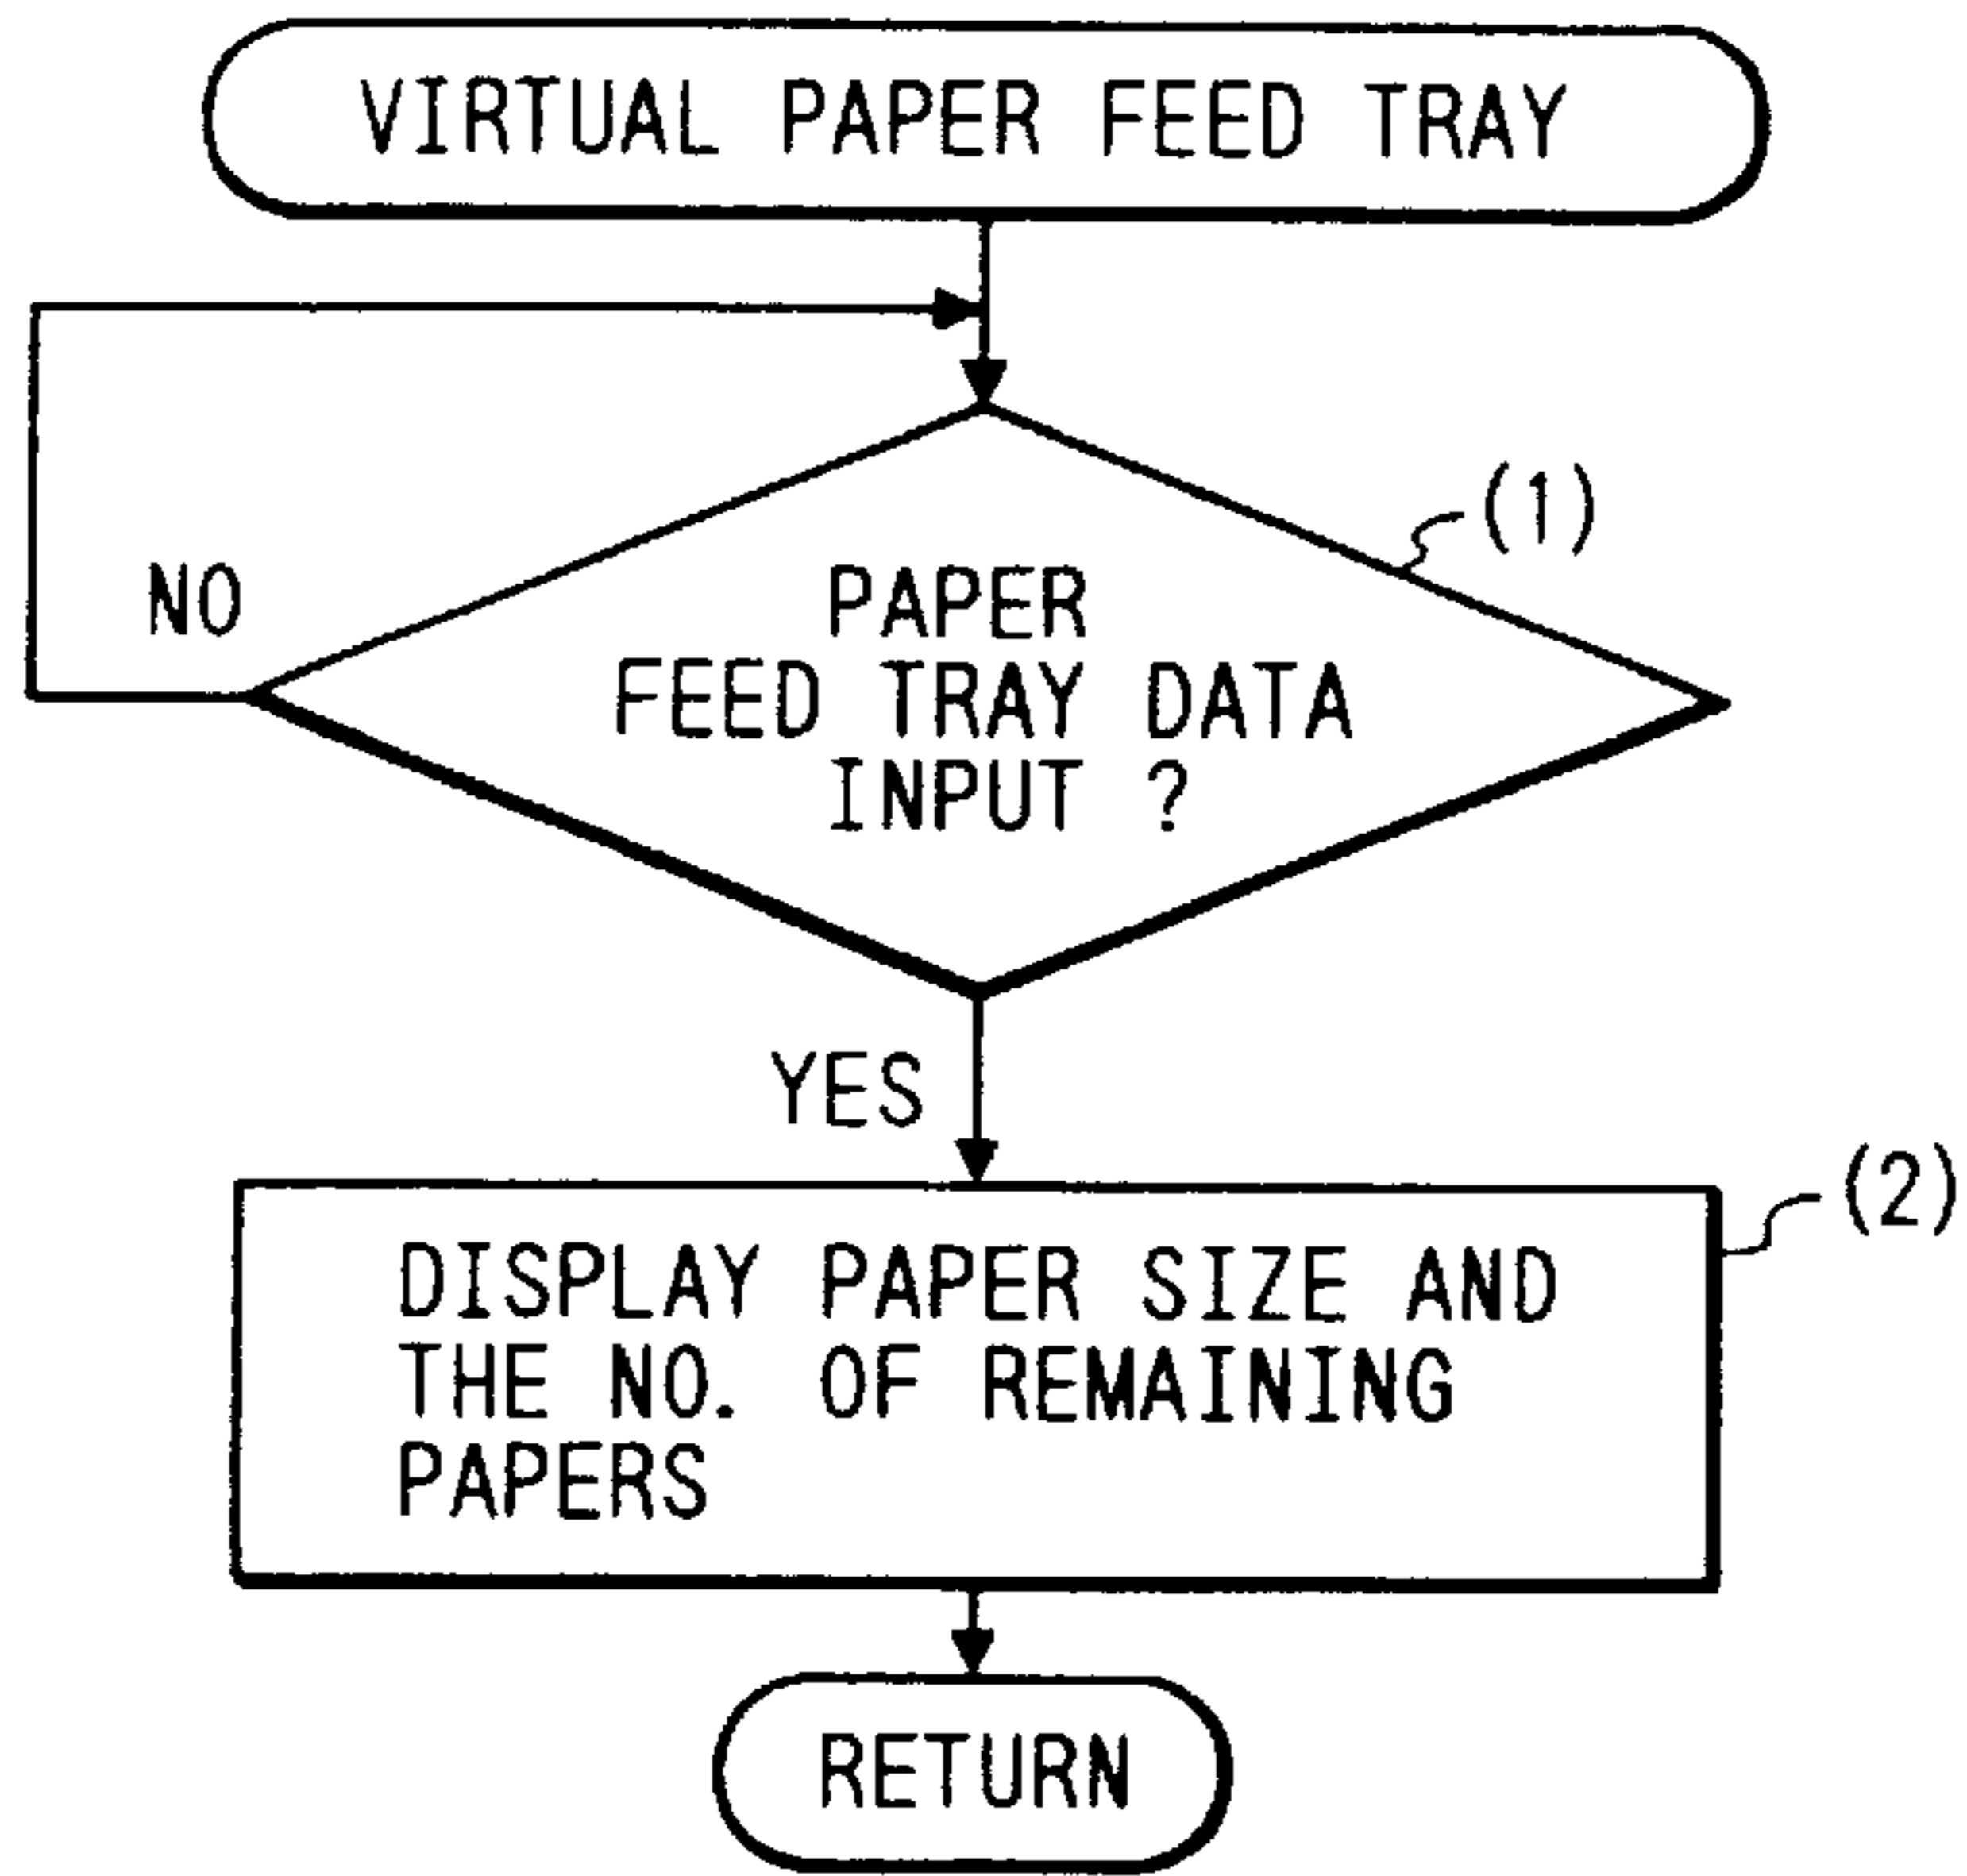 VIRTUAL PAPER FEED TRAY
(1)
NO
PAPER
FEED TRAY DATA
INPUT ?
YES
(2)
DISPLAY PAPER SIZE AND
THE NO. OF REMAINING
PAPERS
RETURN